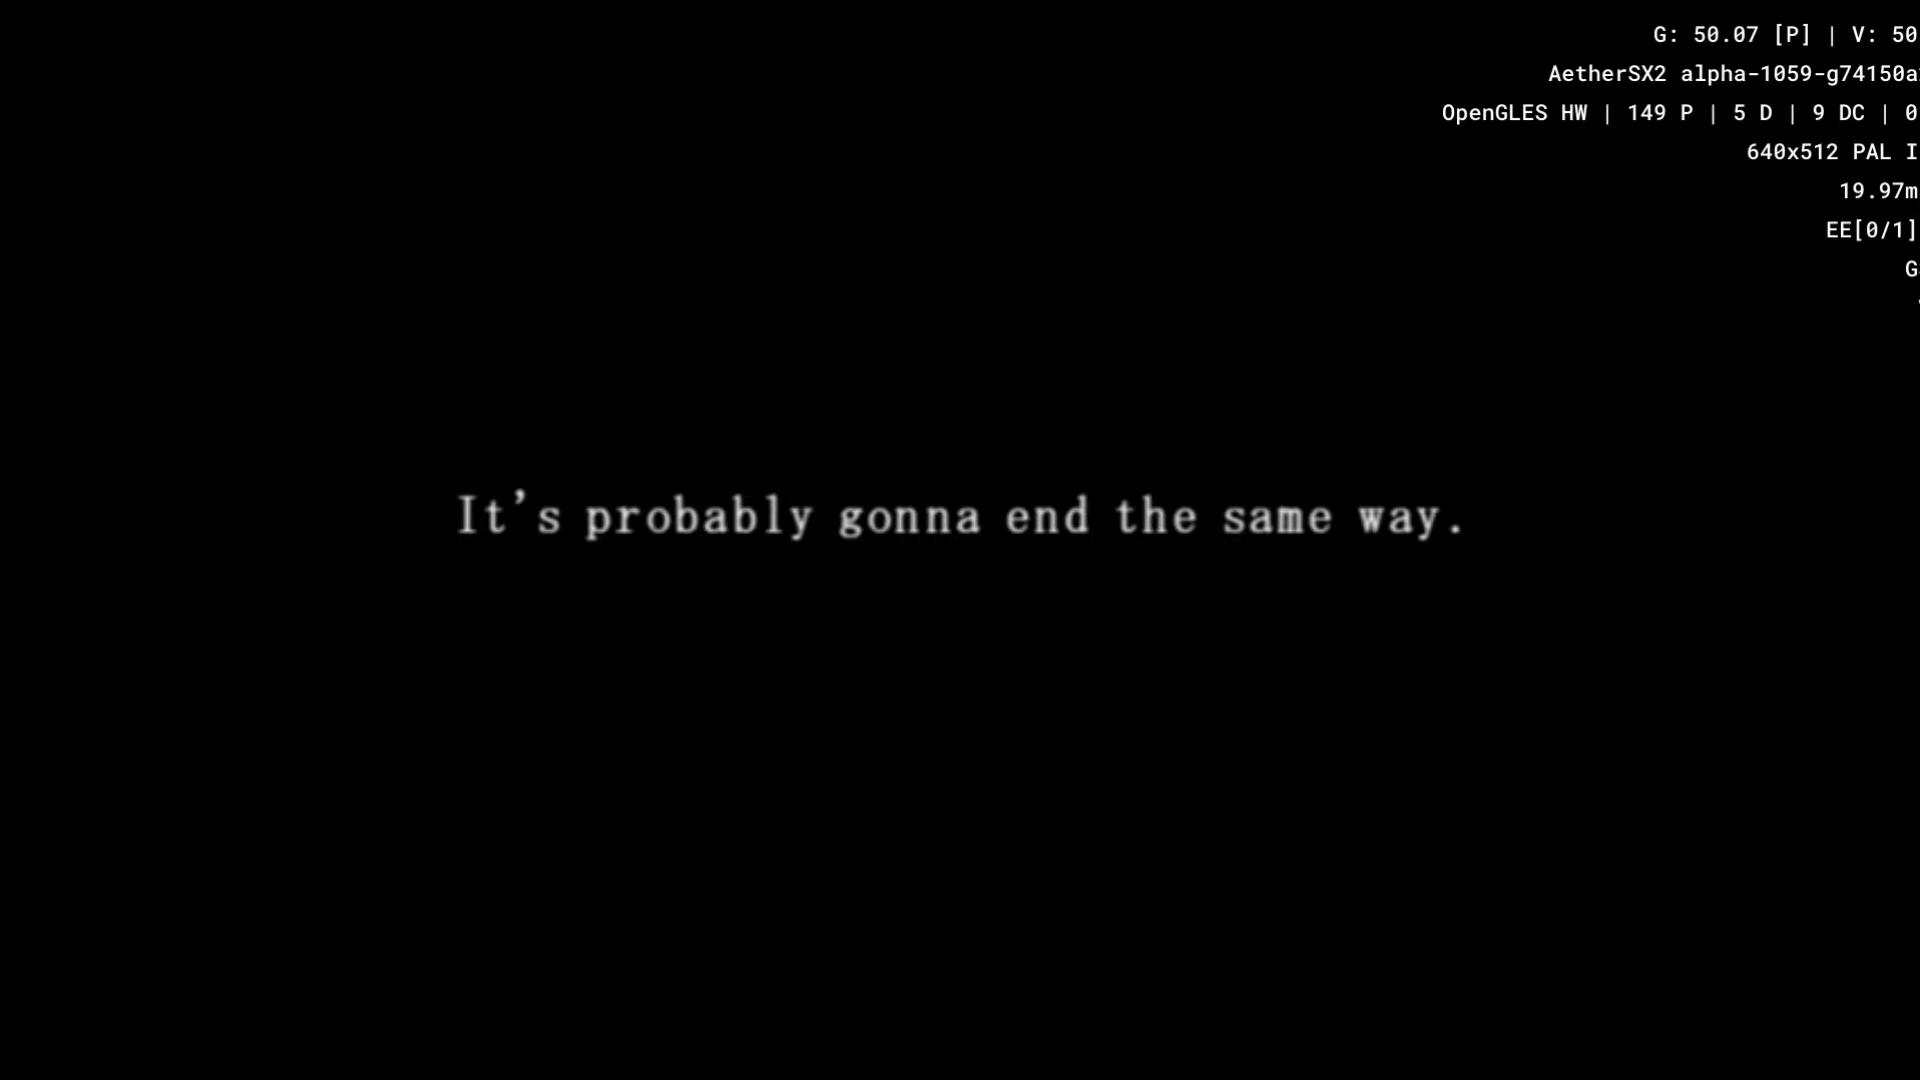 G: 50.07 [P] | V: 50
AetherSX2 alpha-1059-g74150a
OpenGLES HW | 149 P | 5 D | 9 DC | 0
640x512 PAL I
19.97m
EE[0/1]
G
It's probably gonna end the same way.